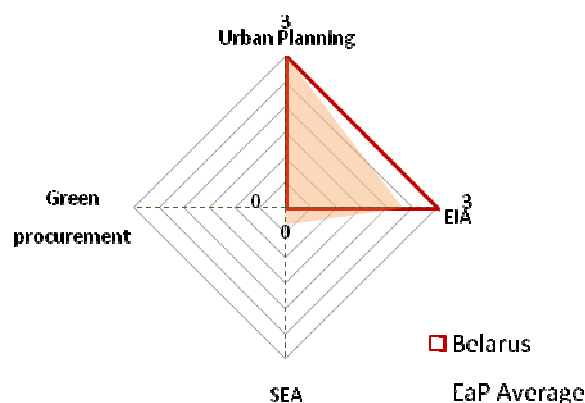 3
Urban Planning
Green
procurement
0
3
EIA
0
Belarus
SEA
EaP Average